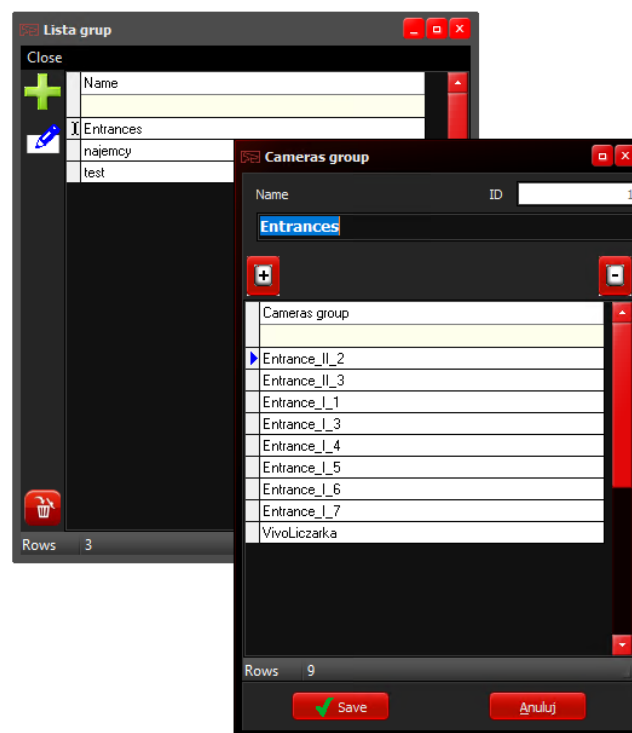 Lista grup
Close
Name
Entrances
najemcy
test
Rows 3
Cameras group
Name ID 1
Entrances
Cameras group
Entrance_II_2
Entrance_II_3
Entrance_I_1
Entrance_I_3
Entrance_I_4
Entrance_I_5
Entrance_I_6
Entrance_I_7
VivoLiczarka
Rows 9
Save Anuluj